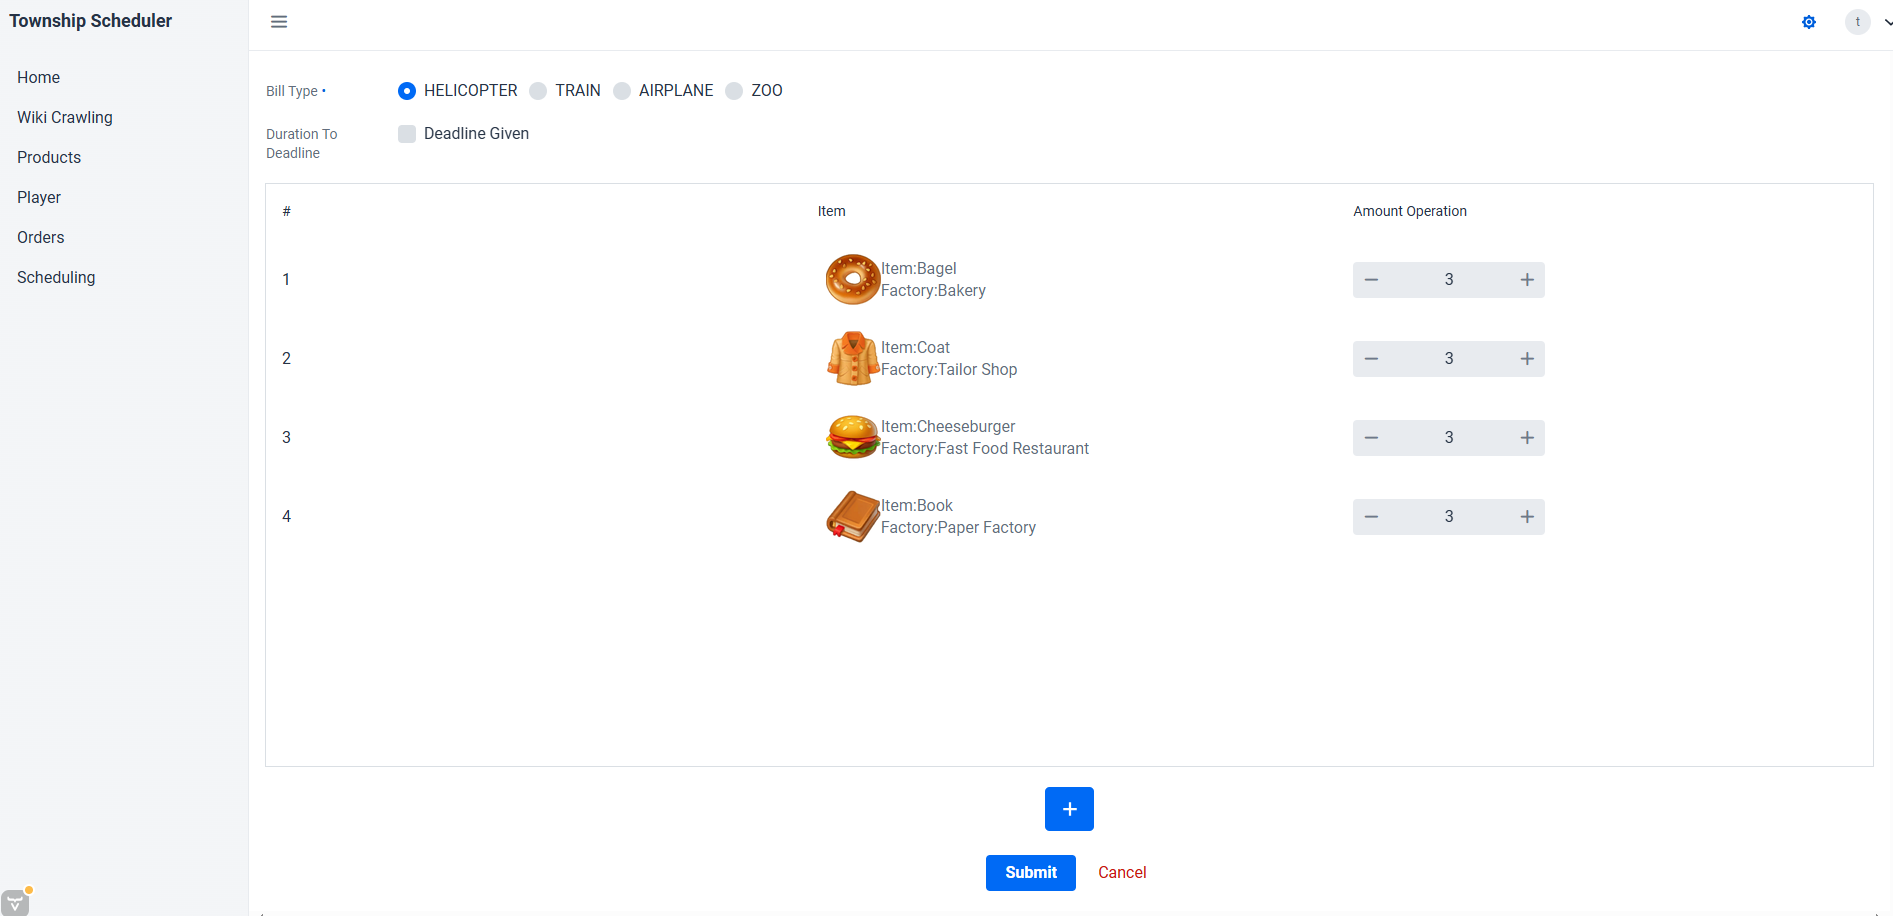 Township Scheduler
t
Home
Wiki Crawling
Products
Player
Orders
Scheduling
Bill Type •
HELICOPTER TRAIN AIRPLANE ZOO
Duration To
Deadline
Deadline Given
# Item Amount Operation
1
Item:Bagel
Factory:Bakery
− 3 +
2
Item:Coat
Factory:Tailor Shop
− 3 +
3
Item:Cheeseburger
Factory:Fast Food Restaurant
− 3 +
4
Item:Book
Factory:Paper Factory
− 3 +
+
Submit Cancel